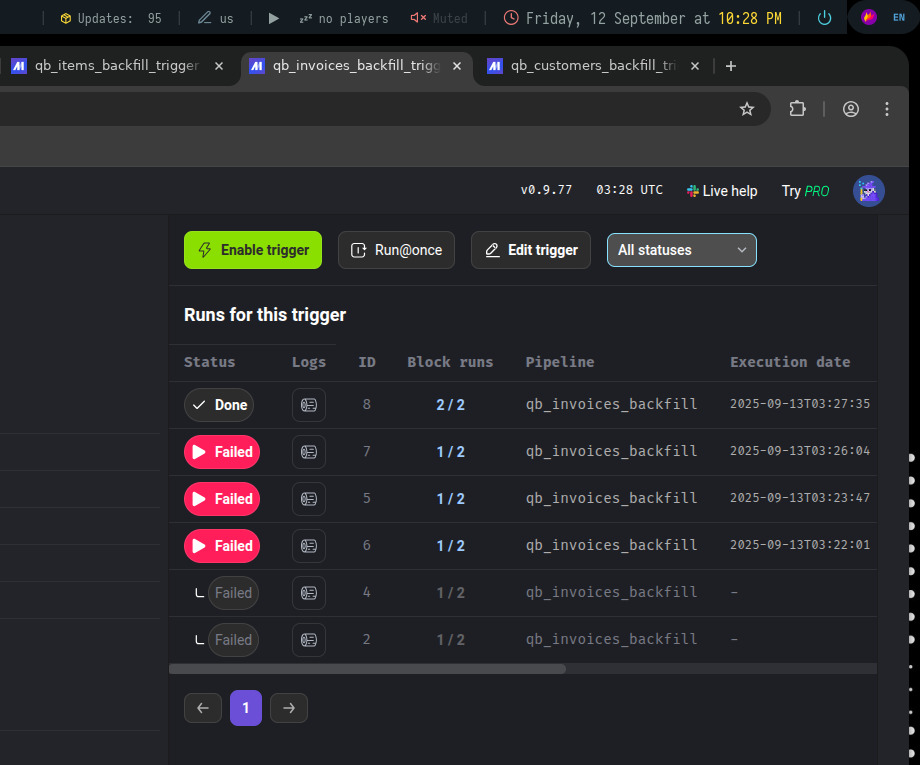 Updates: 95 us no players Muted Friday, 12 September at 10:28 PM EN
qb_items_backfill_trigger qb_invoices_backfill_trigg qb_customers_backfill_tri
v0.9.77 03:28 UTC Live help Try PRO
Enable trigger Run@once Edit trigger All statuses
Runs for this trigger
Status Logs ID Block runs Pipeline Execution date
Done 8 2 / 2 qb_invoices_backfill 2025-09-13T03:27:35
Failed 7 1 / 2 qb_invoices_backfill 2025-09-13T03:26:04
Failed 5 1 / 2 qb_invoices_backfill 2025-09-13T03:23:47
Failed 6 1 / 2 qb_invoices_backfill 2025-09-13T03:22:01
Failed 4 1 / 2 qb_invoices_backfill –
Failed 2 1 / 2 qb_invoices_backfill –
1